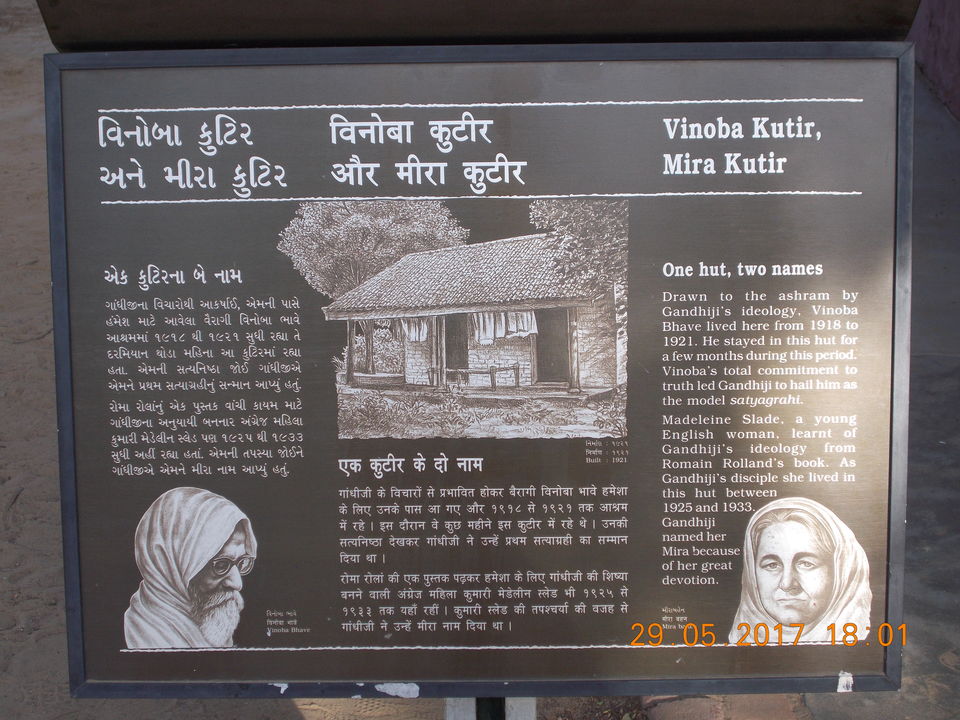 વિનોબા કુટિર
અને મીરા કુટિર
विनोबा कुटीर
और मीरा कुटीर
Vinoba Kutir,
Mira Kutir
એક કુટિરના બે નામ
ગાંધીજીના વિચારોથી આકર્ષાઈ, એમની પાસે
હંમેશ માટે આવેલા વૈરાગી વિનોબા ભાવે
આશ્રમમાં ૧૯૧૮ થી ૧૯૨૧ સુધી રહ્યા તે
દરમિયાન થોડા મહિના આ કુટિરમાં રહ્યા
હતા. એમની સત્યનિષ્ઠા જોઈ ગાંધીજીએ
એમને પ્રથમ સત્યાગ્રહીનું સન્માન આપ્યું હતું.
રોમા રોલાંનું એક પુસ્તક વાંચી કાયમ માટે
ગાંધીજીના અનુયાયી બનનાર અંગ્રેજ મહિલા
કુમારી મેડેલીન સ્લેડ પણ ૧૯૨૫ થી ૧૯૩૩
સુધી અહીં રહ્યા હતાં. એમની તપસ્યા જોઈને
ગાંધીજીએ એમને મીરા નામ આપ્યું હતું.
વિનોબા ભાવે
विनोबा भावे
Vinoba Bhave
નિર્માણ : ૧૯૨૧
निर्माण : १९२१
Built : 1921
एक कुटीर के दो नाम
गांधीजी के विचारों से प्रभावित होकर बैरागी विनोबा भावे हमेशा
के लिए उनके पास आ गए और १९१८ से १९२१ तक आश्रम
में रहे । इस दौरान वे कुछ महीने इस कुटीर में रहे थे । उनकी
सत्यनिष्ठा देखकर गांधीजी ने उन्हें प्रथम सत्याग्रही का सम्मान
दिया था ।
रोमा रोलां की एक पुस्तक पढ़कर हमेशा के लिए गांधीजी की शिष्या
बनने वाली अंग्रेज महिला कुमारी मेडेलीन स्लेड भी १९२५ से
१९३३ तक यहाँ रहीं । कुमारी स्लेड की तपश्चर्या की वजह से
गांधीजी ने उन्हें मीरा नाम दिया था ।
One hut, two names
Drawn to the ashram by
Gandhiji's ideology, Vinoba
Bhave lived here from 1918 to
1921. He stayed in this hut for
a few months during this period.
Vinoba's total commitment to
truth led Gandhiji to hail him as
the model satyagrahi.
Madeleine Slade, a young
English woman, learnt of
Gandhiji's ideology from
Romain Rolland's book. As
Gandhiji's disciple she lived in
this hut between
1925 and 1933.
Gandhiji
named her
Mira because
of her great
devotion.
મીરાબહેન
मीरा बहन
Mira
29.05.2017 18:01